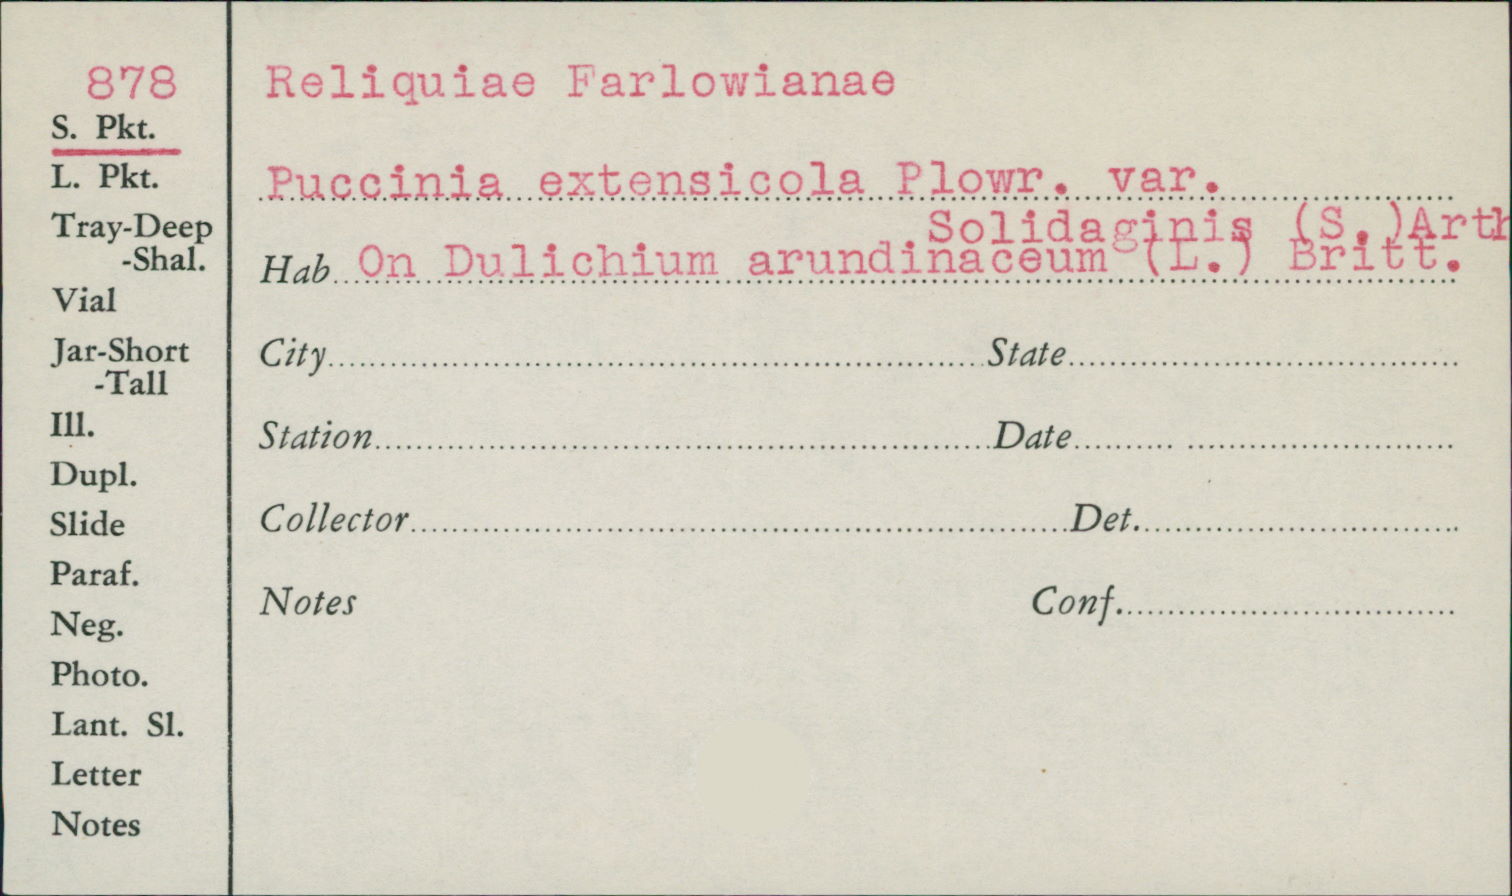 878
S. Pkt.
L. Pkt.
Tray-Deep
-Shal.
Vial
Jar-Short
-Tall
Ill.
Dupl.
Slide
Paraf.
Neg.
Photo.
Lant. Sl.
Letter
Notes
Reliquiae Farlowianae
Puccinia extensicola Plowr. var.
Solidaginis (S.)Arth
Hab On Dulichium arundinaceum (L.) Britt.
City State
Station Date
Collector Det.
Notes Conf.